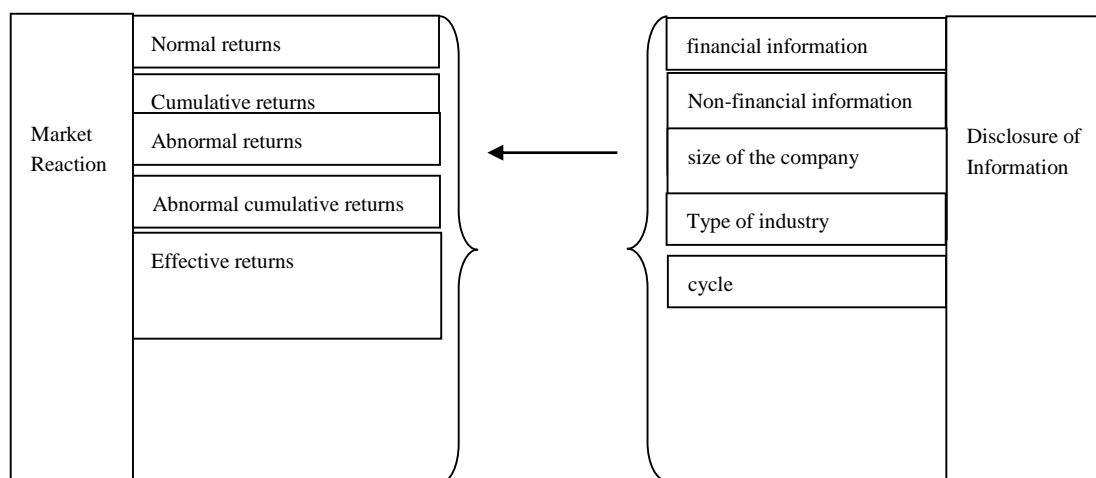 Market
Reaction
Normal returns
Cumulative returns
Abnormal returns
Abnormal cumulative returns
Effective returns
financial information
Non-financial information
size of the company
Type of industry
cycle
Disclosure of
Information